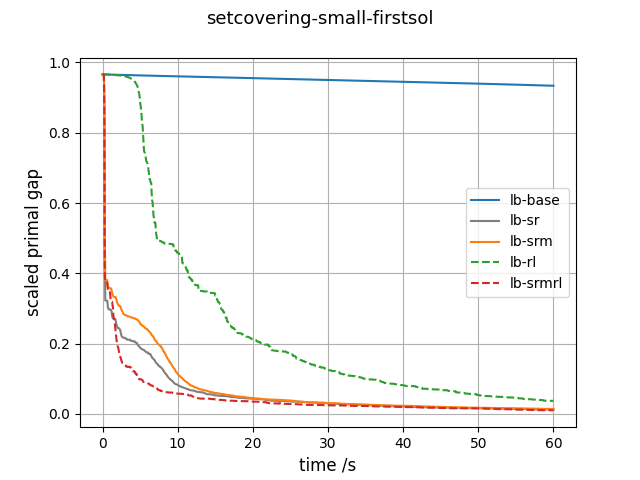 setcovering-small-firstsol
scaled primal gap
1.0
0.8
0.6
0.4
0.2
0.0
lb-base
lb-sr
lb-srm
lb-rl
lb-srmrl
0 10 20 30 40 50 60
time /s